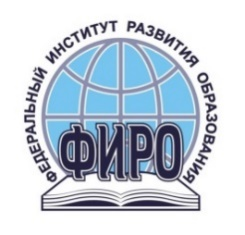 ФЕДЕРАЛЬНЫЙ ИНСТИТУТ РАЗВИТИЯ ОБРАЗОВАНИЯ
ФИРО